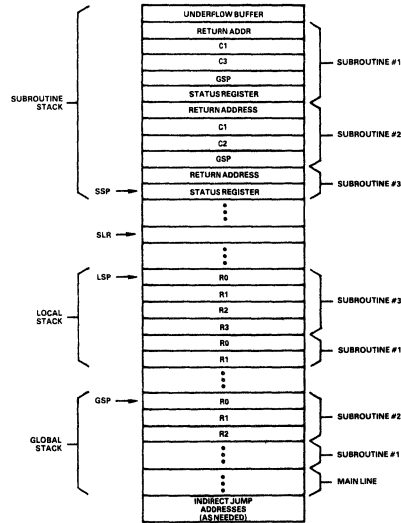 UNDERFLOW BUFFER
RETURN ADDR
C1
C3
GSP
STATUS REGISTER
SUBROUTINE #1
RETURN ADDRESS
C1
C2
GSP
SUBROUTINE #2
RETURN ADDRESS
STATUS REGISTER
SUBROUTINE #3
SUBROUTINE
STACK
SSP
SLR
LSP
R0
R1
R2
R3
SUBROUTINE #3
R0
R1
SUBROUTINE #1
LOCAL
STACK
GSP
R0
R1
R2
SUBROUTINE #2
SUBROUTINE #1
MAIN LINE
GLOBAL
STACK
INDIRECT JUMP
ADDRESSES
(AS NEEDED)